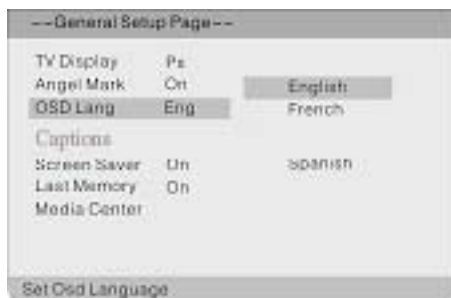 --General Setup Page--
TV Display Ps
Angel Mark On English
OSD Lang Eng French
Captions
Screen Saver On Spanish
Last Memory On
Media Center
Set Osd Language